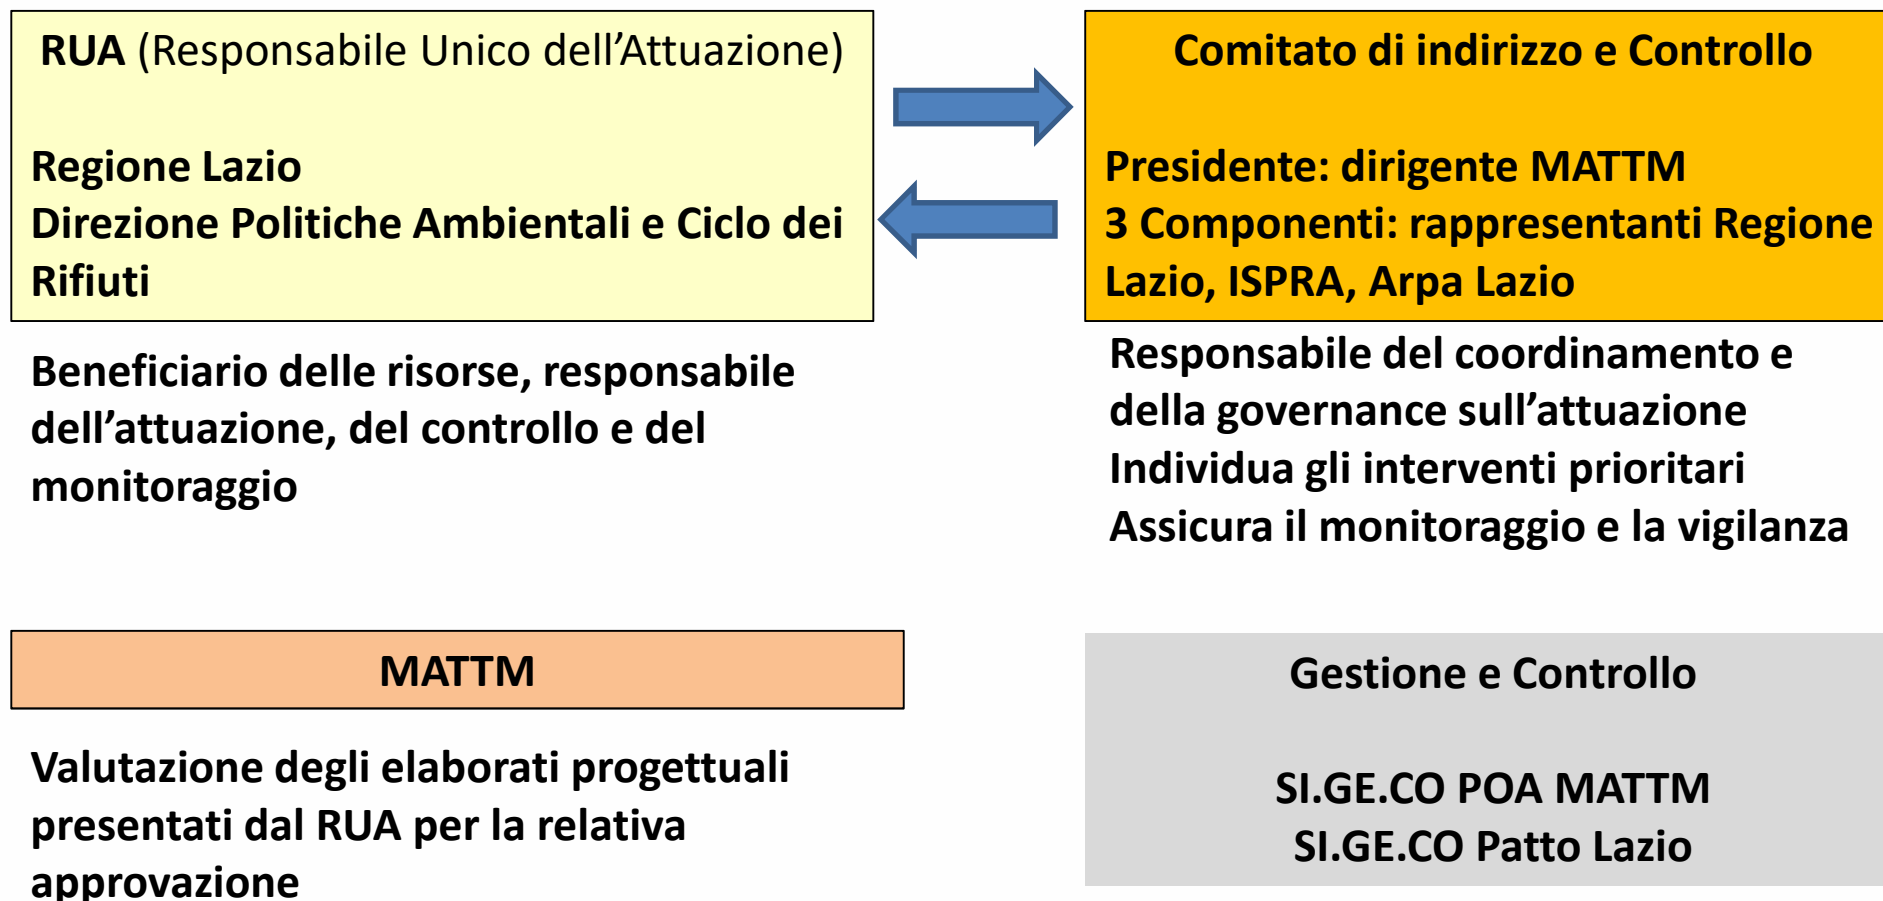 RUA (Responsabile Unico dell’Attuazione)
Regione Lazio
Direzione Politiche Ambientali e Ciclo dei
Rifiuti
Comitato di indirizzo e Controllo
Presidente: dirigente MATTM
3 Componenti: rappresentanti Regione
Lazio, ISPRA, Arpa Lazio
Beneficiario delle risorse, responsabile
dell’attuazione, del controllo e del
monitoraggio
Responsabile del coordinamento e
della governance sull’attuazione
Individua gli interventi prioritari
Assicura il monitoraggio e la vigilanza
MATTM
Valutazione degli elaborati progettuali
presentati dal RUA per la relativa
approvazione
Gestione e Controllo
SI.GE.CO POA MATTM
SI.GE.CO Patto Lazio